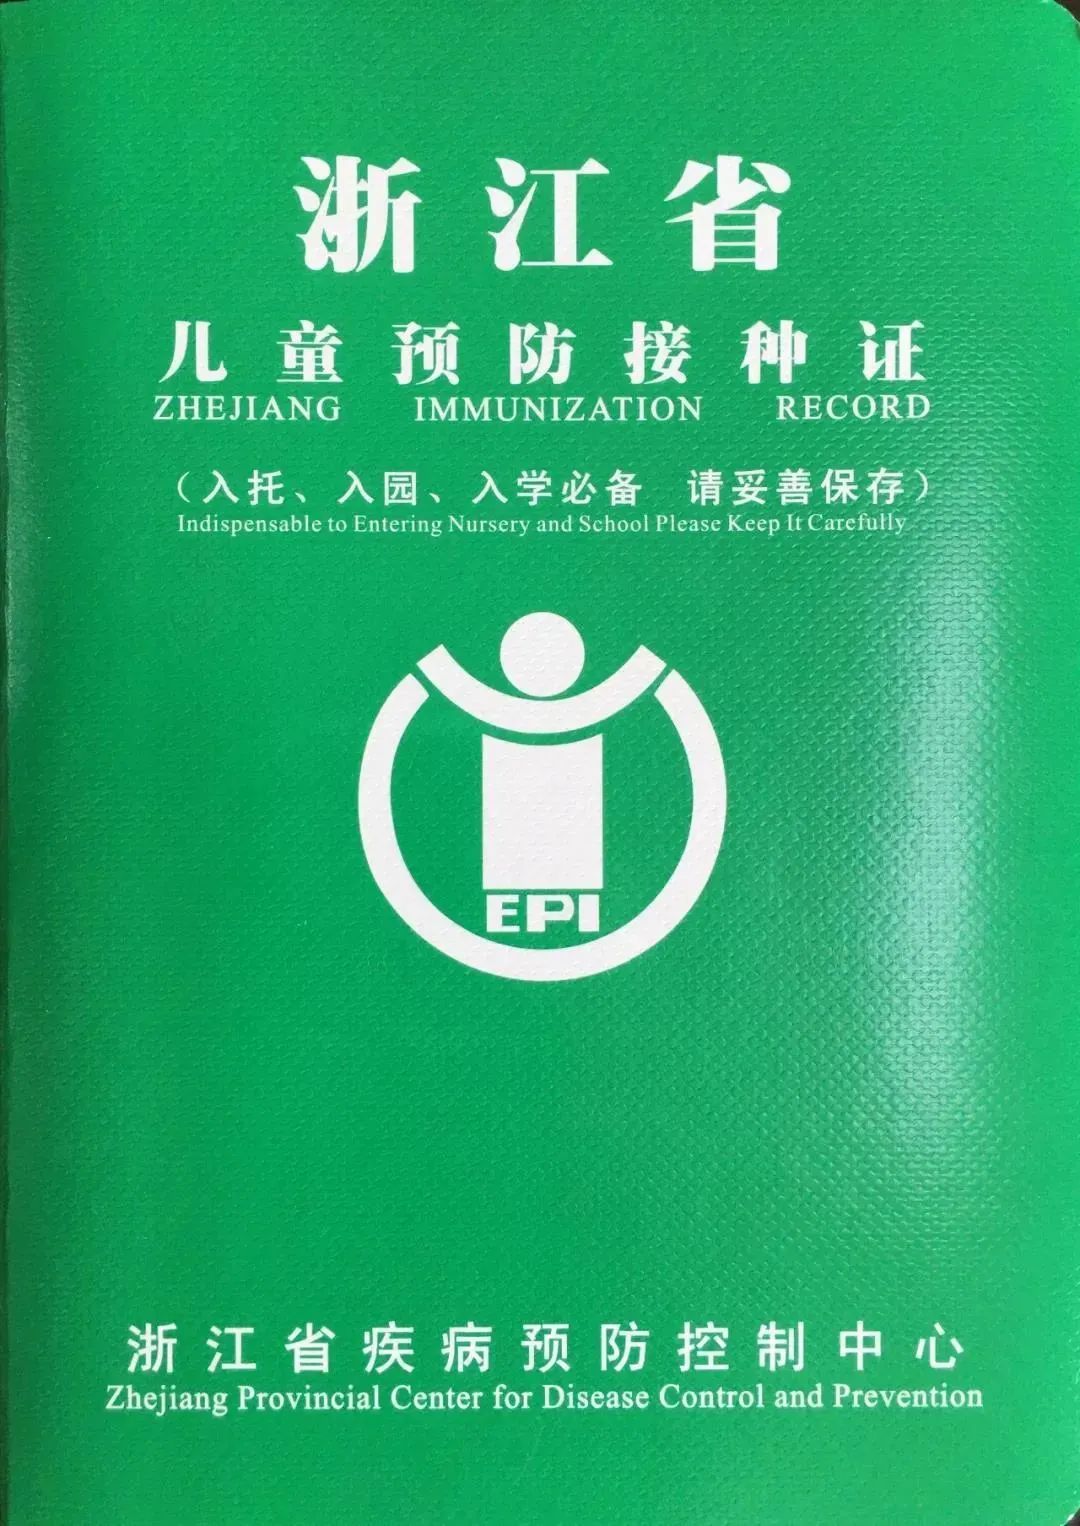 浙江省
儿童预防接种证
ZHEJIANG IMMUNIZATION RECORD
（入托、入园、入学必备 请妥善保存）
Indispensable to Entering Nursery and School Please Keep It Carefully
EPI
浙江省疾病预防控制中心
Zhejiang Provincial Center for Disease Control and Prevention